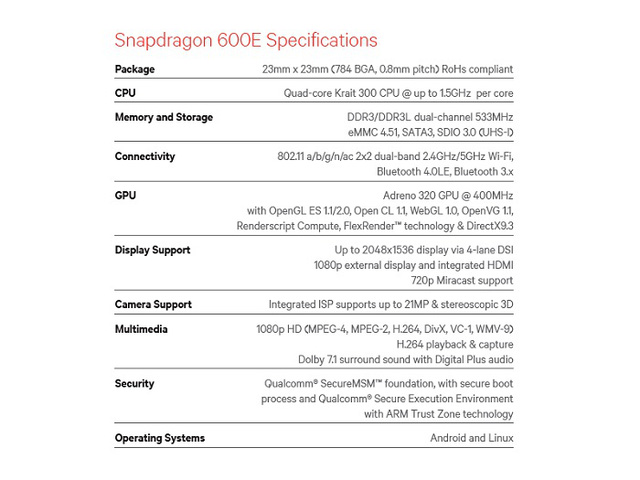 Snapdragon 600E Specifications
Package 23mm x 23mm (784 BGA, 0.8mm pitch) RoHs compliant
CPU Quad-core Krait 300 CPU @ up to 1.5GHz per core
Memory and Storage DDR3/DDR3L dual-channel 533MHz
eMMC 4.51, SATA3, SDIO 3.0 (UHS-I)
Connectivity 802.11 a/b/g/n/ac 2x2 dual-band 2.4GHz/5GHz Wi-Fi,
Bluetooth 4.0LE, Bluetooth 3.x
GPU Adreno 320 GPU @ 400MHz
with OpenGL ES 1.1/2.0, Open CL 1.1, WebGL 1.0, OpenVG 1.1,
Renderscript Compute, FlexRender™ technology & DirectX9.3
Display Support Up to 2048x1536 display via 4-lane DSI
1080p external display and integrated HDMI
720p Miracast support
Camera Support Integrated ISP supports up to 21MP & stereoscopic 3D
Multimedia 1080p HD (MPEG-4, MPEG-2, H.264, DivX, VC-1, WMV-9)
H.264 playback & capture
Dolby 7.1 surround sound with Digital Plus audio
Security Qualcomm® SecureMSM™ foundation, with secure boot
process and Qualcomm® Secure Execution Environment
with ARM Trust Zone technology
Operating Systems Android and Linux